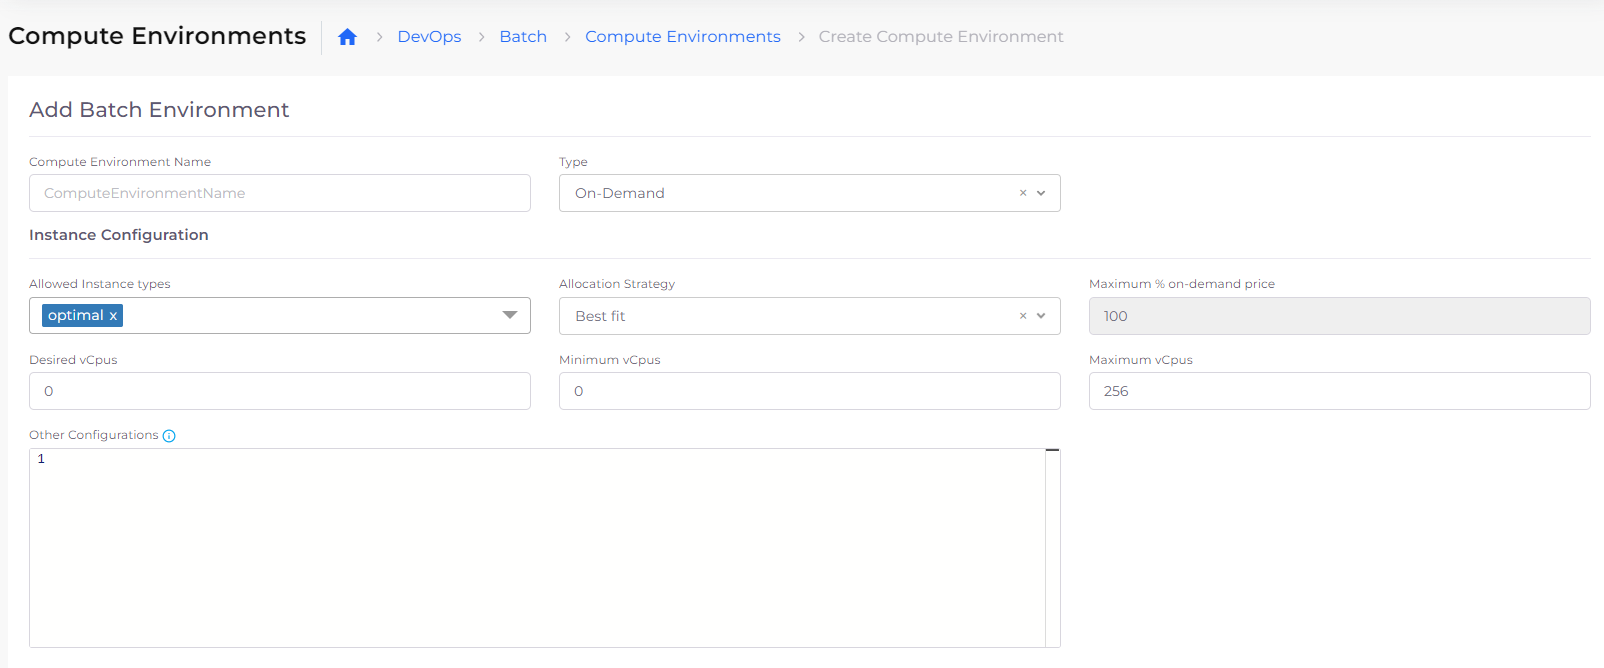 Compute Environments > DevOps > Batch > Compute Environments > Create Compute Environment
Add Batch Environment
Compute Environment Name Type
ComputeEnvironmentName On-Demand × 
Instance Configuration
Allowed Instance types Allocation Strategy Maximum % on-demand price
optimal x Best fit × 100
Desired vCpus Minimum vCpus Maximum vCpus
0 0 256
Other Configurations
1